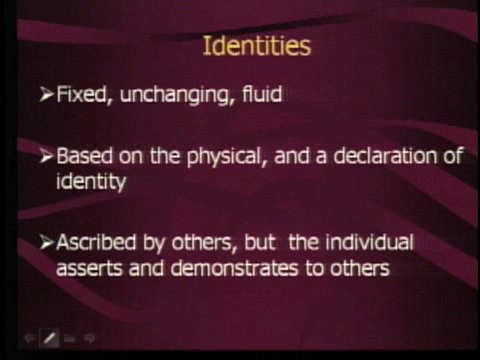 Identities
➢Fixed, unchanging, fluid
➢Based on the physical, and a declaration of
identity
➢Ascribed by others, but  the individual
asserts and demonstrates to others